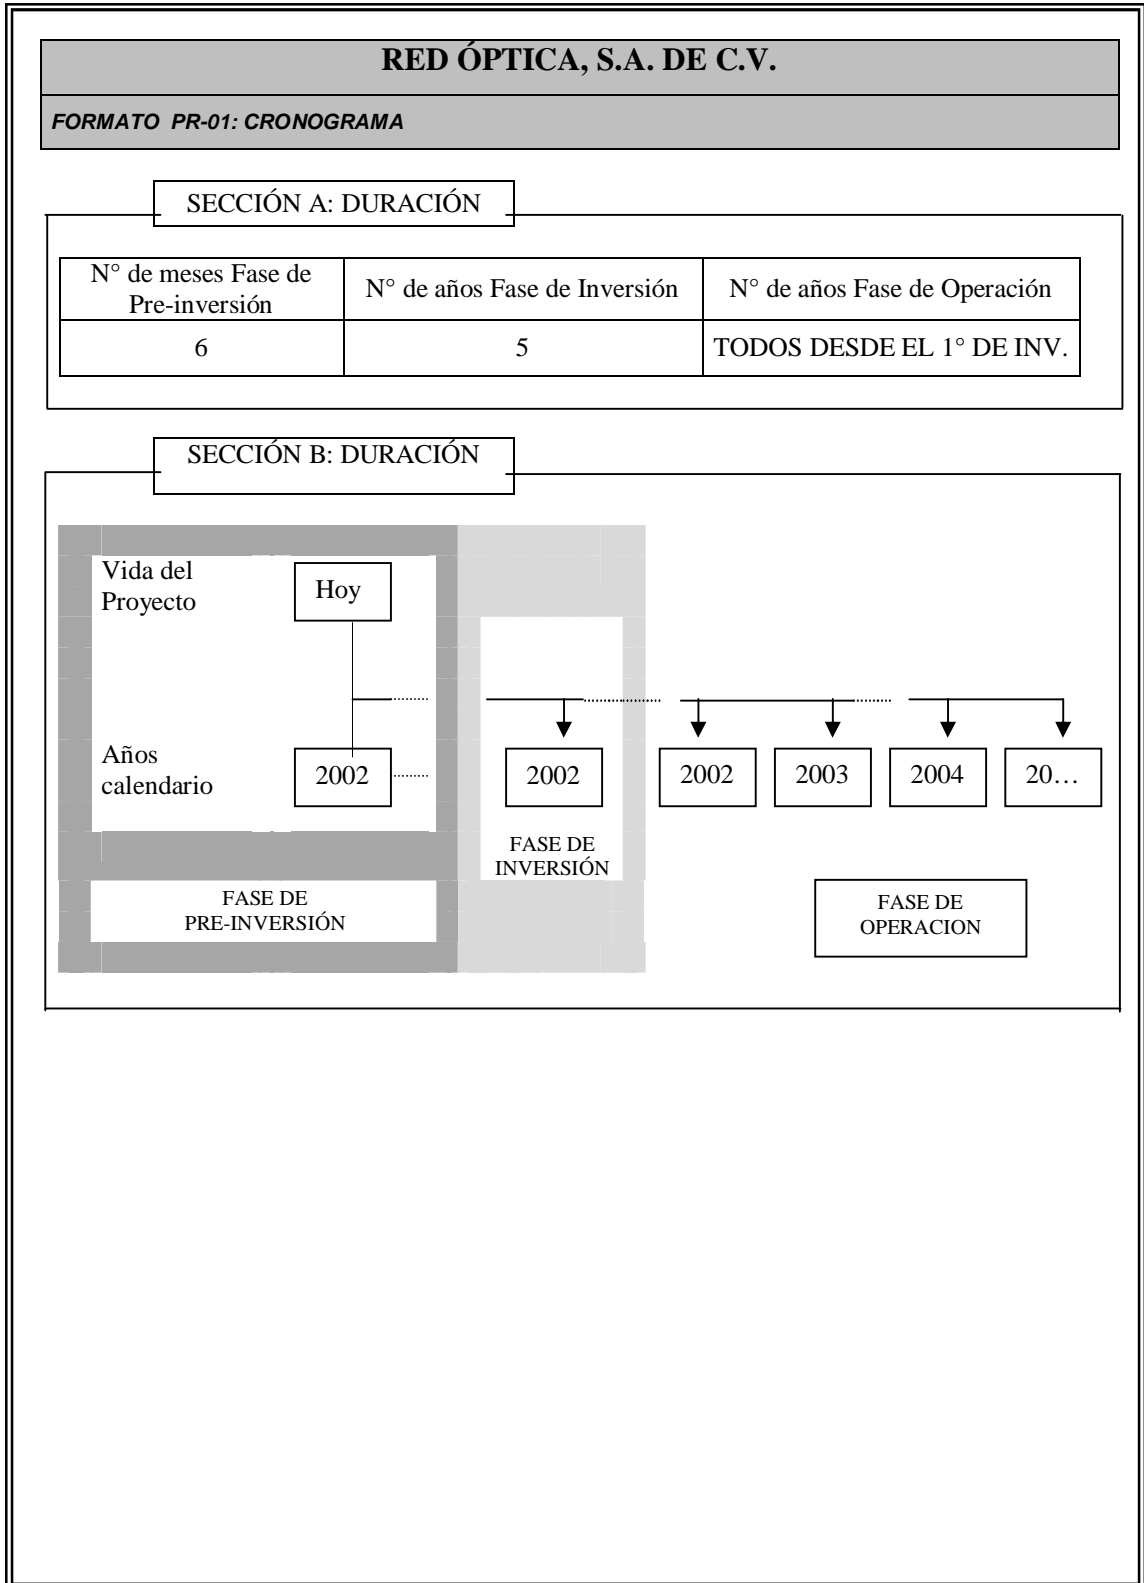 RED ÓPTICA, S.A. DE C.V.
FORMATO PR-01: CRONOGRAMA
SECCIÓN A: DURACIÓN
N° de meses Fase de
Pre-inversión
N° de años Fase de Inversión
N° de años Fase de Operación
6
5
TODOS DESDE EL 1° DE INV.
SECCIÓN B: DURACIÓN
Vida del
Proyecto
Hoy
Años
calendario
2002
2002
2002
2003
2004
20…
FASE DE
INVERSIÓN
FASE DE
PRE-INVERSIÓN
FASE DE
OPERACION